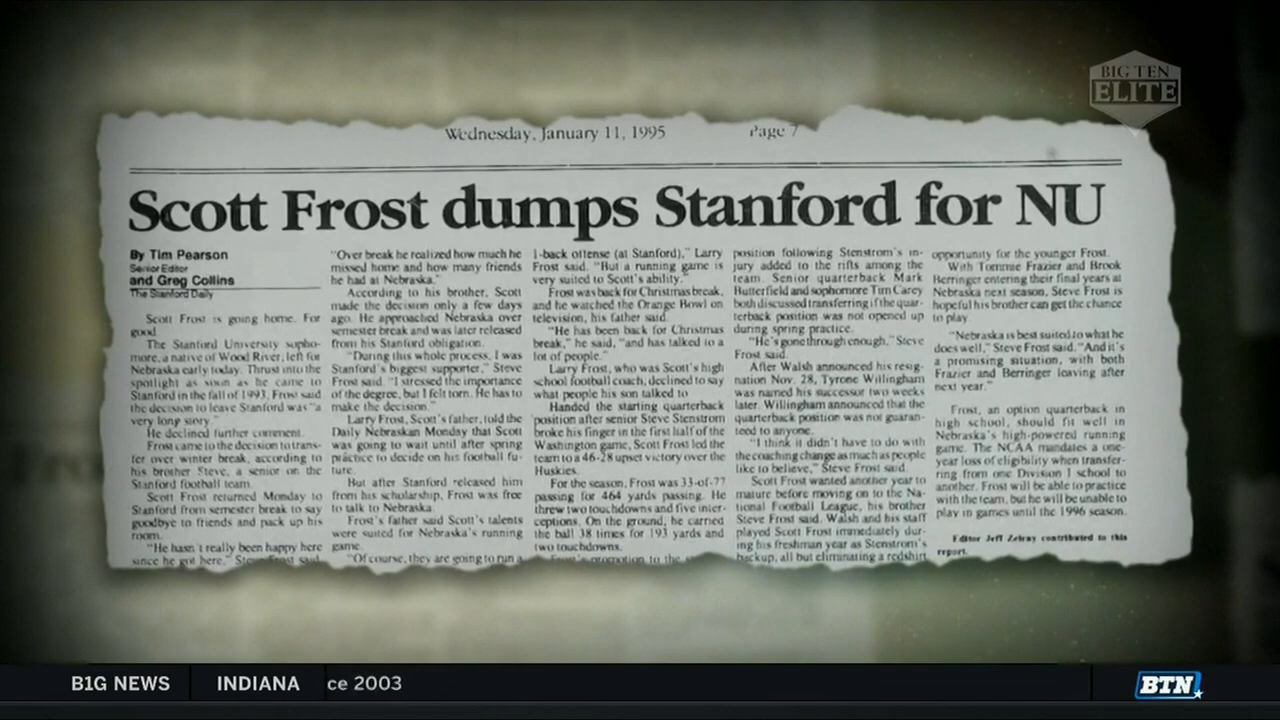 BIG TEN
ELITE
Wednesday, January 11, 1995 Page 7
Scott Frost dumps Stanford for NU
By Tim Pearson
Senior Editor
and Greg Collins
The Stanford Daily
Scott Frost is going home. For
good.
The Stanford University sopho-
more, a native of Wood River, left for
Nebraska early today. Thrust into the
spotlight as soon as he came to
Stanford in the fall of 1993, Frost said
the decision to leave Stanford was "a
very long story."
He declined further comment.
Frost came to the decision to trans-
fer over winter break, according to
his brother Steve, a senior on the
Stanford football team.
Scott Frost returned Monday to
Stanford from semester break to say
goodbye to friends and pack up his
room.
"He hasn't really been happy here
since he got here," Steve Frost said.
"Over break he realized how much he
missed home and how many friends
he had at Nebraska."
According to his brother, Scott
made the decision only a few days
ago. He approached Nebraska over
semester break and was later released
from his Stanford obligation.
"During this whole process, I was
Stanford's biggest supporter," Steve
Frost said. "I stressed the importance
of the degree, but I felt torn. He has to
make the decision."
Larry Frost, Scott's father, told the
Daily Nebraskan Monday that Scott
was going to wait until after spring
practice to decide on his football fu-
ture.
But after Stanford released him
from his scholarship, Frost was free
to talk to Nebraska.
Frost's father said Scott's talents
were suited for Nebraska's running
game.
"Of course, they are going to run a
I-back offense (at Stanford)," Larry
Frost said. "But a running game is
very suited to Scott's ability."
Frost was back for Christmas break,
and he watched the Orange Bowl on
television, his father said.
"He has been back for Christmas
break," he said, "and has talked to a
lot of people."
Larry Frost, who was Scott's high
school football coach, declined to say
what people his son talked to.
Handed the starting quarterback
position after senior Steve Stenstrom
broke his finger in the first half of the
Washington game, Scott Frost led the
team to a 46-28 upset victory over the
Huskies.
For the season, Frost was 33-of-77
passing for 464 yards passing. He
threw two touchdowns and five inter-
ceptions. On the ground, he carried
the ball 38 times for 193 yards and
two touchdowns.
Frost's promotion to the
position following Stenstrom's in-
jury added to the rifts among the
team. Senior quarterback Mark
Butterfield and sophomore Tim Carey
both discussed transferring if the quar-
terback position was not opened up
during spring practice.
"He's gone through enough," Steve
Frost said.
After Walsh announced his resig-
nation Nov. 28, Tyrone Willingham
was named his successor two weeks
later. Willingham announced that the
quarterback position was not guaran-
teed to anyone.
"I think it didn't have to do with
the coaching change as much as people
like to believe," Steve Frost said.
Scott Frost wanted another year to
mature before moving on to the Na-
tional Football League, his brother
Steve Frost said. Walsh and his staff
played Scott Frost immediately dur-
ing his freshman year as Stenstrom's
backup, all but eliminating a redshirt
opportunity for the younger Frost.
With Tommie Frazier and Brook
Berringer entering their final years at
Nebraska next season, Steve Frost is
hopeful his brother can get the chance
to play.
"Nebraska is best suited to what he
does well," Steve Frost said. "And it's
a promising situation, with both
Frazier and Berringer leaving after
next year."
Frost, an option quarterback in
high school, should fit well in
Nebraska's high-powered running
game. The NCAA mandates a one-
year loss of eligibility when transfer-
ring from one Division I school to
another. Frost will be able to practice
with the team, but he will be unable to
play in games until the 1996 season.
Editor Jeff Zeleny contributed to this
report.
B1G NEWS INDIANA ce 2003 BTN